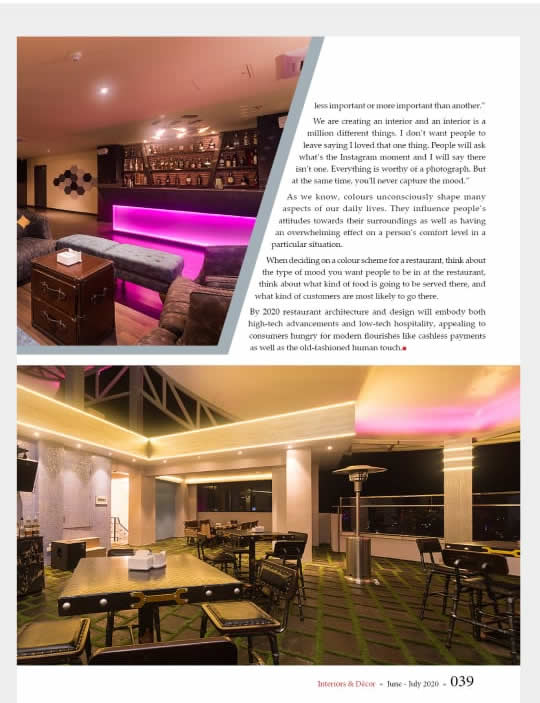 less important or more important than another."
We are creating an interior and an interior is a
million different things. I don't want people to
leave saying I loved that one thing. People will ask
what's the Instagram moment and I will say there
isn't one. Everything is worthy of a photograph. But
at the same time, you'll never capture the mood."
As we know, colours unconsciously shape many
aspects of our daily lives. They influence people's
attitudes towards their surroundings as well as having
an overwhelming effect on a person's comfort level in a
particular situation.
When deciding on a colour scheme for a restaurant, think about
the type of mood you want people to be in at the restaurant,
think about what kind of food is going to be served there, and
what kind of customers are most likely to go there.
By 2020 restaurant architecture and design will embody both
high-tech advancements and low-tech hospitality, appealing to
consumers hungry for modern flourishes like cashless payments
as well as the old-fashioned human touch.
Interiors & Décor - June - July 2020 - 039